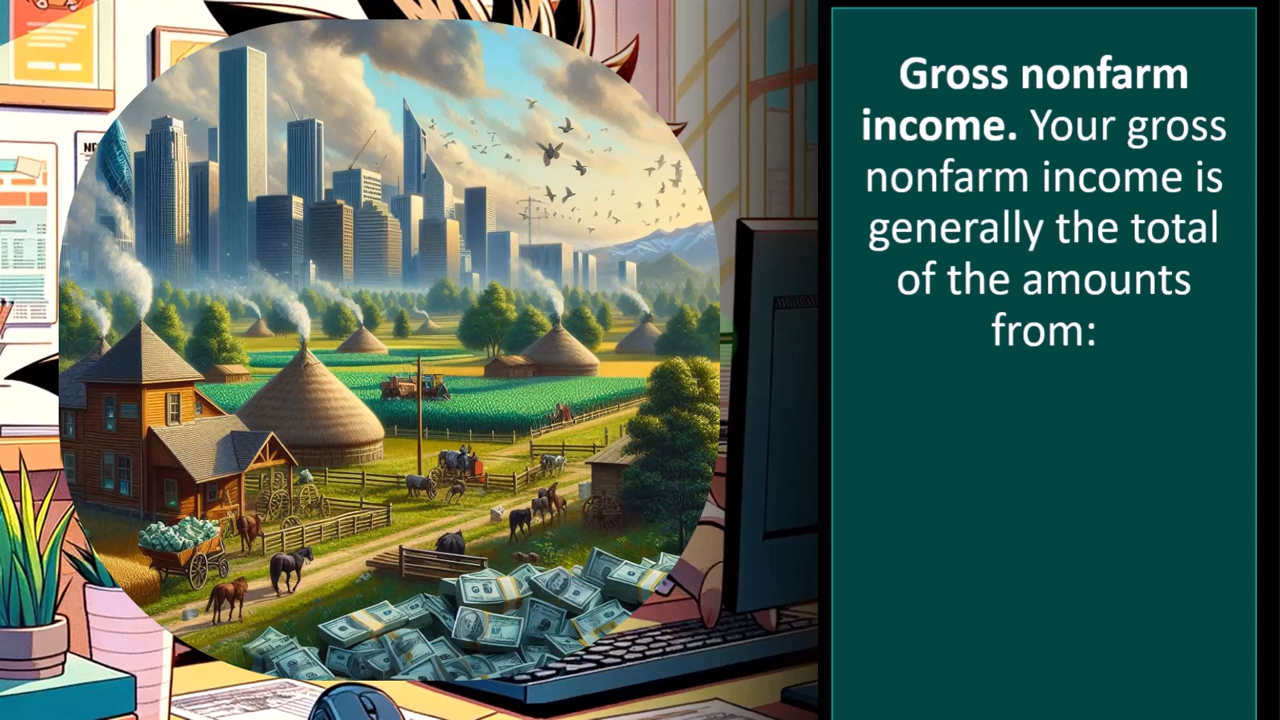 Gross nonfarm
income. Your gross
nonfarm income is
generally the total
of the amounts
from: